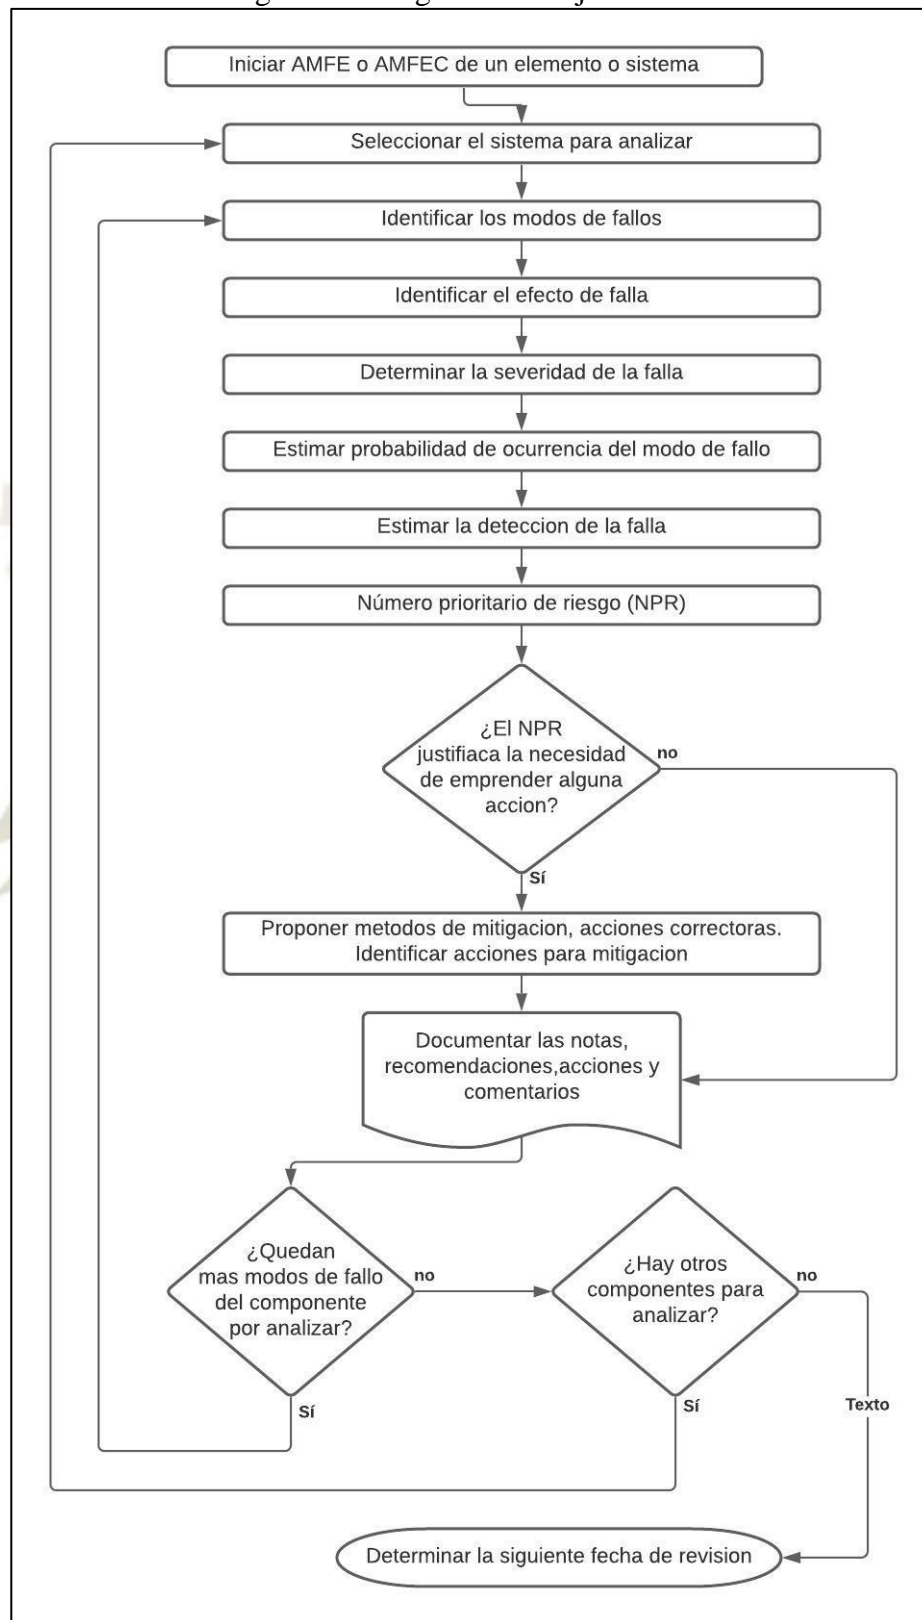 Iniciar AMFE o AMFEC de un elemento o sistema
Seleccionar el sistema para analizar
Identificar los modos de fallos
Identificar el efecto de falla
Determinar la severidad de la falla
Estimar probabilidad de ocurrencia del modo de fallo
Estimar la deteccion de la falla
Número prioritario de riesgo (NPR)
¿El NPR
justifiaca la necesidad
de emprender alguna
accion?
no
Sí
Proponer metodos de mitigacion, acciones correctoras.
Identificar acciones para mitigacion
Documentar las notas,
recomendaciones,acciones y
comentarios
¿Quedan
mas modos de fallo
del componente
por analizar?
no
Sí
¿Hay otros
componentes para
analizar?
no
Sí
Texto
Determinar la siguiente fecha de revision